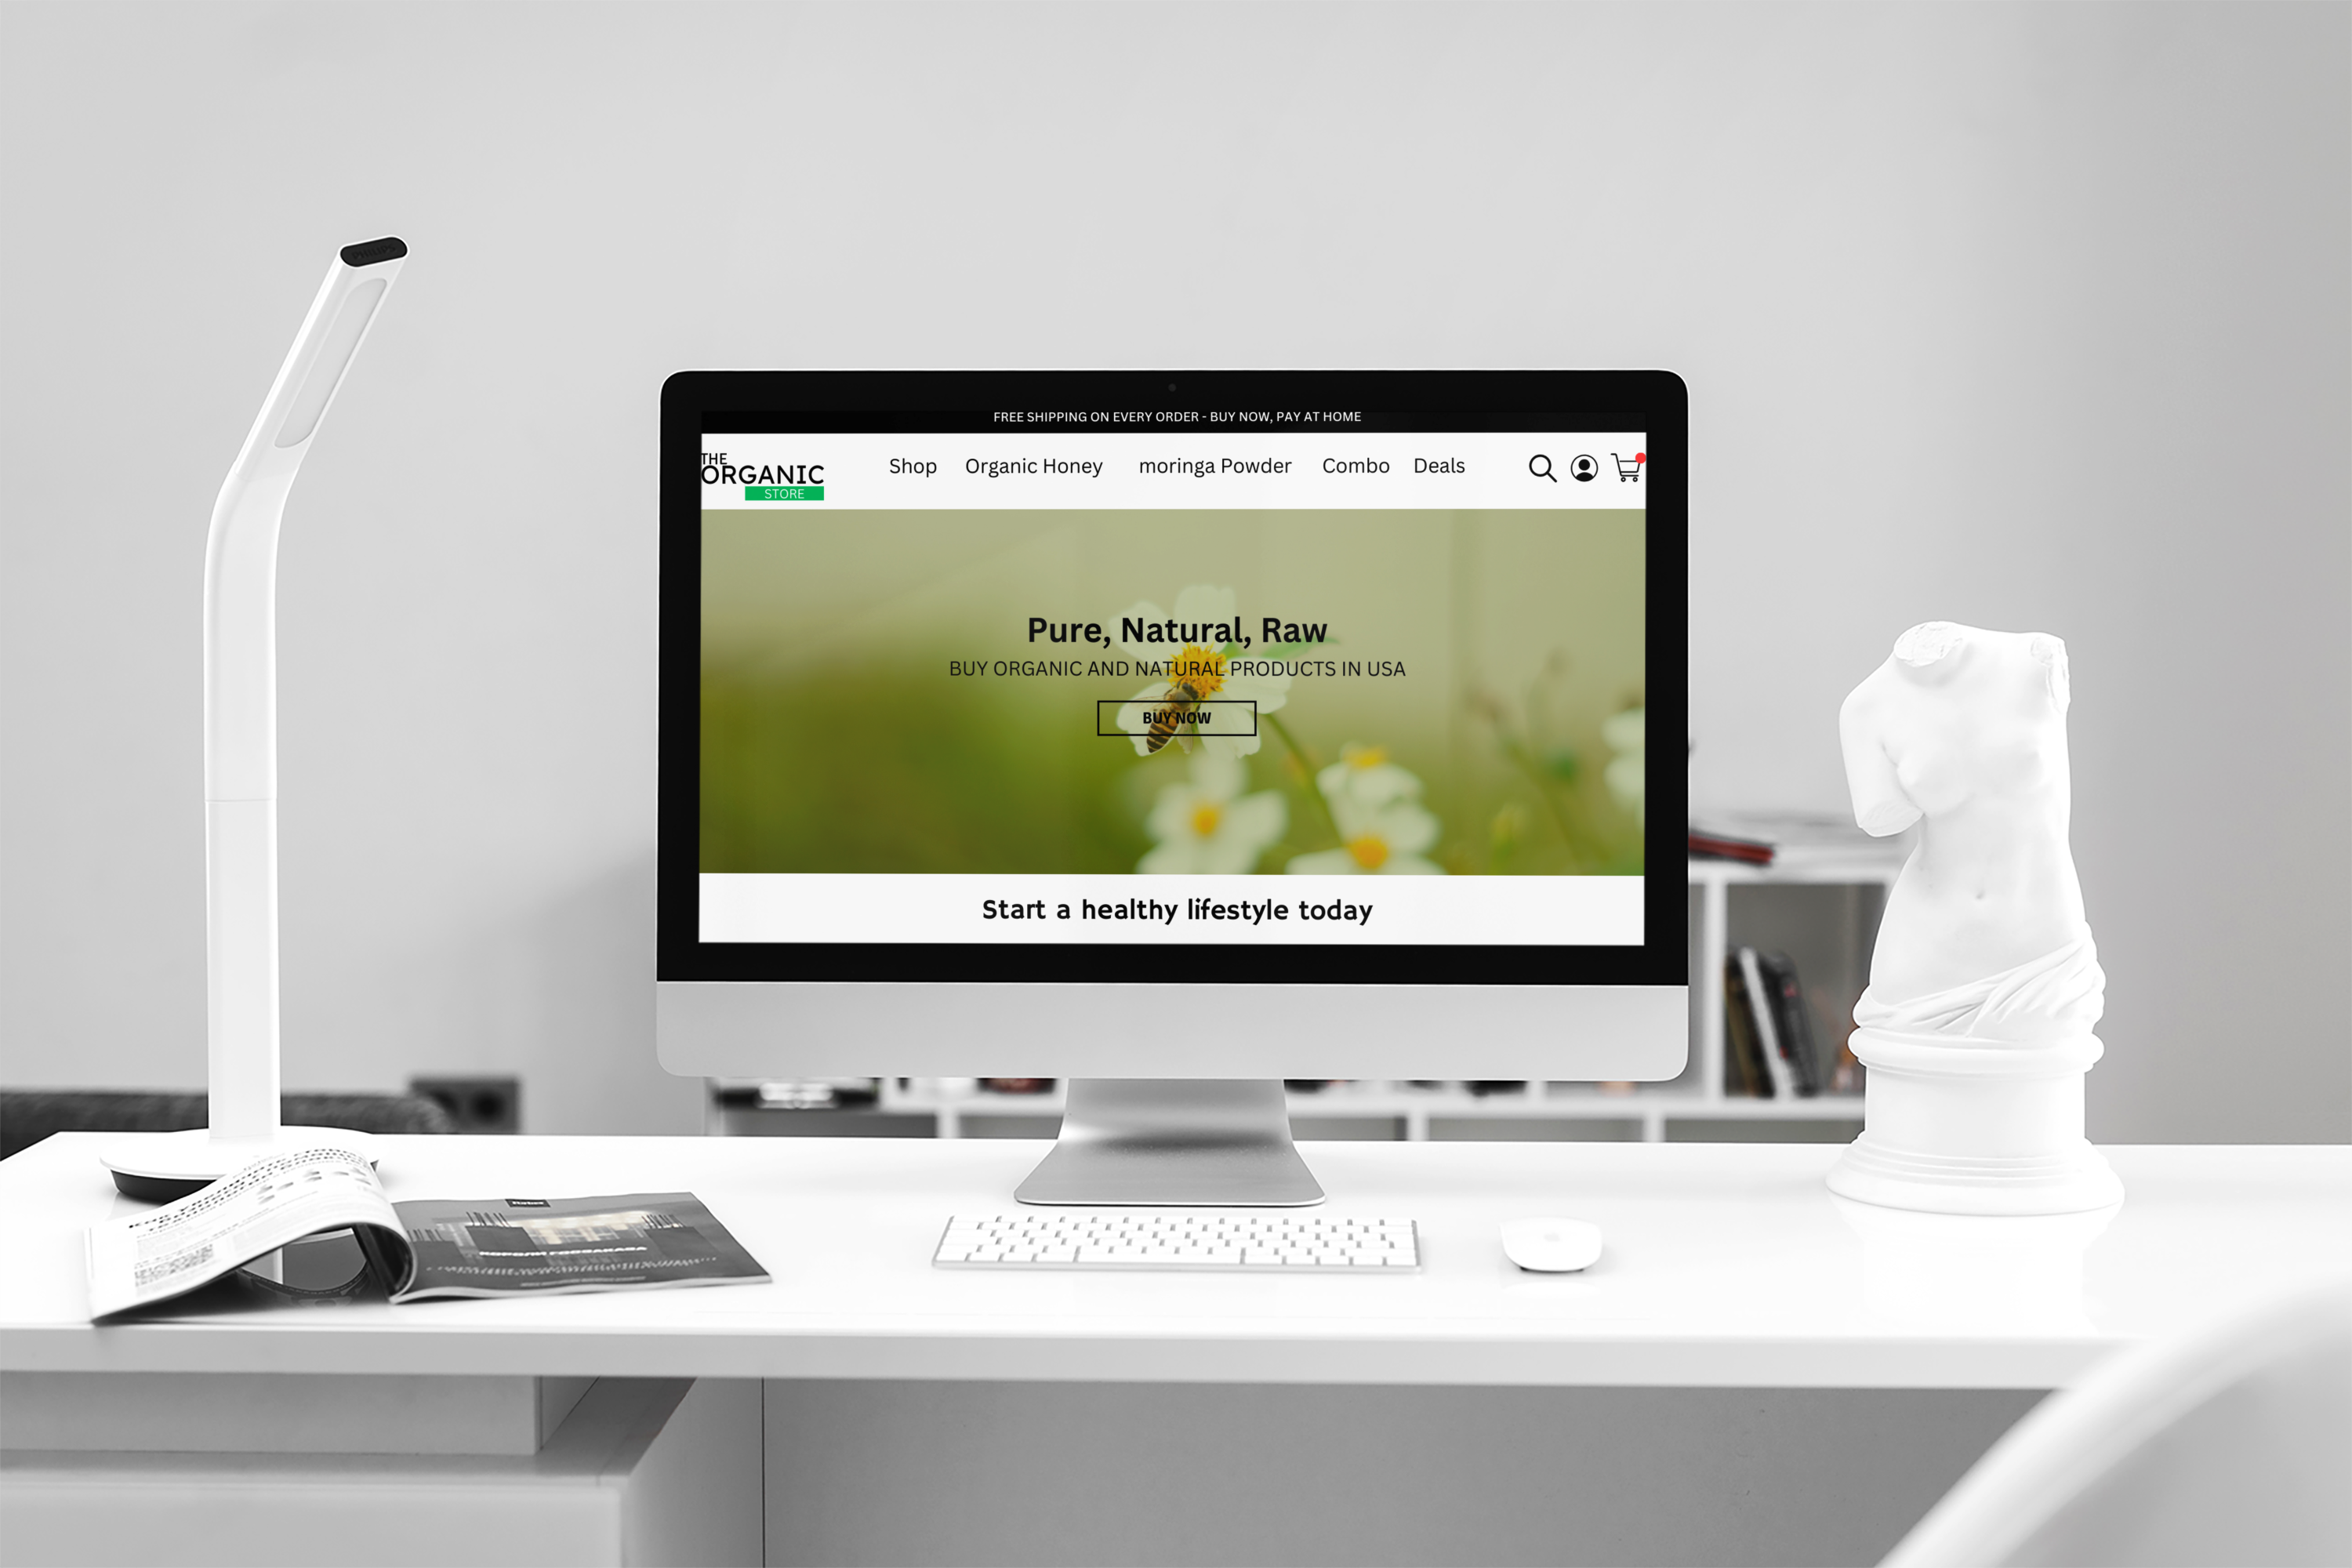 FREE SHIPPING ON EVERY ORDER - BUY NOW, PAY AT HOME
THE
ORGANIC
STORE
Shop Organic Honey moringa Powder Combo Deals
Pure, Natural, Raw
BUY ORGANIC AND NATURAL PRODUCTS IN USA
BUY NOW
Start a healthy lifestyle today